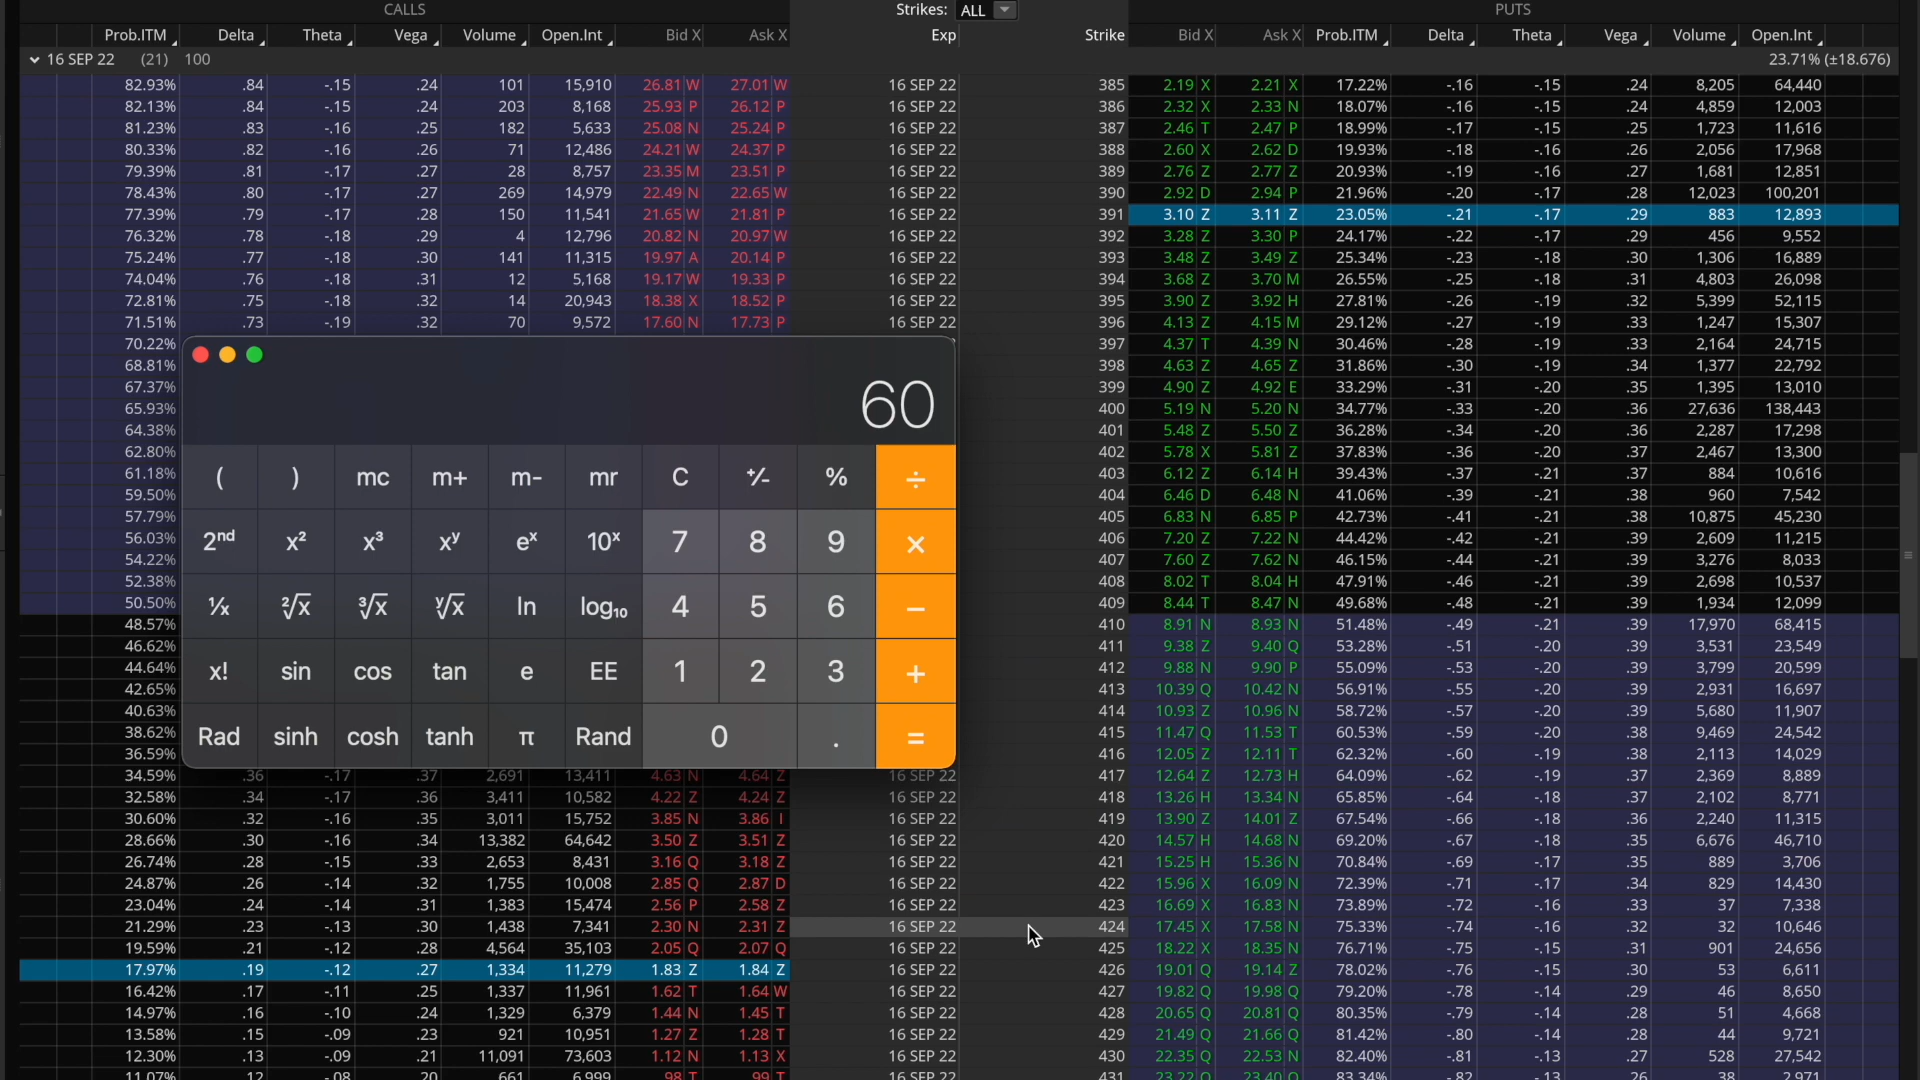 CALLS Strikes: ALL PUTS
Prob.ITM Delta Theta Vega Volume Open.Int Bid X Ask X Exp Strike Bid X Ask X Prob.ITM Delta Theta Vega Volume Open.Int
16 SEP 22 (21) 100 23.71% (±18.676)
82.93% .84 -.15 .24 101 15,910 26.81 W 27.01 W 16 SEP 22 385 2.19 X 2.21 X 17.22% -.16 -.15 .24 8,205 64,440
82.13% .84 -.15 .24 203 8,168 25.93 P 26.12 P 16 SEP 22 386 2.32 X 2.33 N 18.07% -.16 -.15 .24 4,859 12,003
81.23% .83 -.16 .25 182 5,633 25.08 N 25.24 P 16 SEP 22 387 2.46 T 2.47 P 18.99% -.17 -.15 .25 1,723 11,616
80.33% .82 -.16 .26 71 12,486 24.21 W 24.37 P 16 SEP 22 388 2.60 X 2.62 D 19.93% -.18 -.16 .26 2,056 17,968
79.39% .81 -.17 .27 28 8,757 23.35 M 23.51 P 16 SEP 22 389 2.76 Z 2.77 Z 20.93% -.19 -.16 .27 1,681 12,851
78.43% .80 -.17 .27 269 14,979 22.49 N 22.65 W 16 SEP 22 390 2.92 D 2.94 P 21.96% -.20 -.17 .28 12,023 100,201
77.39% .79 -.17 .28 150 11,541 21.65 W 21.81 P 16 SEP 22 391 3.10 Z 3.11 Z 23.05% -.21 -.17 .29 883 12,893
76.32% .78 -.18 .29 4 12,796 20.82 N 20.97 W 16 SEP 22 392 3.28 Z 3.30 P 24.17% -.22 -.17 .29 456 9,552
75.24% .77 -.18 .30 141 11,315 19.97 A 20.14 P 16 SEP 22 393 3.48 Z 3.49 Z 25.34% -.23 -.18 .30 1,306 16,889
74.04% .76 -.18 .31 12 5,168 19.17 W 19.33 P 16 SEP 22 394 3.68 Z 3.70 M 26.55% -.25 -.18 .31 4,803 26,098
72.81% .75 -.18 .32 14 20,943 18.38 X 18.52 P 16 SEP 22 395 3.90 Z 3.92 H 27.81% -.26 -.19 .32 5,399 52,115
71.51% .73 -.19 .32 70 9,572 17.60 N 17.73 P 16 SEP 22 396 4.13 Z 4.15 M 29.12% -.27 -.19 .33 1,247 15,307
70.22% 397 4.37 T 4.39 N 30.46% -.28 -.19 .33 2,164 24,715
68.81% 398 4.63 Z 4.65 Z 31.86% -.30 -.19 .34 1,377 22,792
67.37% 399 4.90 Z 4.92 E 33.29% -.31 -.20 .35 1,395 13,010
65.93% 60 400 5.19 N 5.20 N 34.77% -.33 -.20 .36 27,636 138,443
64.38% 401 5.48 Z 5.50 Z 36.28% -.34 -.20 .36 2,287 17,298
62.80% 402 5.78 X 5.81 Z 37.83% -.36 -.20 .37 2,467 13,300
61.18% ( ) mc m+ m- mr C +/- % ÷ 403 6.12 Z 6.14 H 39.43% -.37 -.21 .37 884 10,616
59.50% 404 6.46 D 6.48 N 41.06% -.39 -.21 .38 960 7,542
57.79% 405 6.83 N 6.85 P 42.73% -.41 -.21 .38 10,875 45,230
56.03% 2nd x² x³ xʸ eˣ 10ˣ 7 8 9 × 406 7.20 Z 7.22 N 44.42% -.42 -.21 .39 2,609 11,215
54.22% 407 7.60 Z 7.62 N 46.15% -.44 -.21 .39 3,276 8,033
52.38% 408 8.02 T 8.04 H 47.91% -.46 -.21 .39 2,698 10,537
50.50% ¹⁄x ²√x ³√x ʸ√x ln log₁₀ 4 5 6 − 409 8.44 T 8.47 N 49.68% -.48 -.21 .39 1,934 12,099
48.57% 410 8.91 N 8.93 N 51.48% -.49 -.21 .39 17,970 68,415
46.62% 411 9.38 Z 9.40 Q 53.28% -.51 -.20 .39 3,531 23,549
44.64% x! sin cos tan e EE 1 2 3 + 412 9.88 N 9.90 P 55.09% -.53 -.20 .39 3,799 20,599
42.65% 413 10.39 Q 10.42 N 56.91% -.55 -.20 .39 2,931 16,697
40.63% 414 10.93 Z 10.96 N 58.72% -.57 -.20 .39 5,680 11,907
38.62% Rad sinh cosh tanh π Rand 0 . = 415 11.47 Q 11.53 T 60.53% -.59 -.20 .38 9,469 24,542
36.59% 416 12.05 Z 12.11 T 62.32% -.60 -.19 .38 2,113 14,029
34.59% .36 -.17 .37 2,691 13,411 4.63 N 4.64 Z 16 SEP 22 417 12.64 Z 12.73 H 64.09% -.62 -.19 .37 2,369 8,889
32.58% .34 -.17 .36 3,411 10,582 4.22 Z 4.24 Z 16 SEP 22 418 13.26 H 13.34 N 65.85% -.64 -.18 .37 2,102 8,771
30.60% .32 -.16 .35 3,011 15,752 3.85 N 3.86 I 16 SEP 22 419 13.90 Z 14.01 Z 67.54% -.66 -.18 .36 2,240 11,315
28.66% .30 -.16 .34 13,382 64,642 3.50 Z 3.51 Z 16 SEP 22 420 14.57 H 14.68 N 69.20% -.67 -.18 .35 6,676 46,710
26.74% .28 -.15 .33 2,653 8,431 3.16 Q 3.18 Z 16 SEP 22 421 15.25 H 15.36 N 70.84% -.69 -.17 .35 889 3,706
24.87% .26 -.14 .32 1,755 10,008 2.85 Q 2.87 D 16 SEP 22 422 15.96 X 16.09 N 72.39% -.71 -.17 .34 829 14,430
23.04% .24 -.14 .31 1,383 15,474 2.56 P 2.58 Z 16 SEP 22 423 16.69 X 16.83 N 73.89% -.72 -.16 .33 37 7,338
21.29% .23 -.13 .30 1,438 7,341 2.30 N 2.31 Z 16 SEP 22 424 17.45 X 17.58 N 75.33% -.74 -.16 .32 32 10,646
19.59% .21 -.12 .28 4,564 35,103 2.05 Q 2.07 Q 16 SEP 22 425 18.22 X 18.35 N 76.71% -.75 -.15 .31 901 24,656
17.97% .19 -.12 .27 1,334 11,279 1.83 Z 1.84 Z 16 SEP 22 426 19.01 Q 19.14 Z 78.02% -.76 -.15 .30 53 6,611
16.42% .17 -.11 .25 1,337 11,961 1.62 T 1.64 W 16 SEP 22 427 19.82 Q 19.98 Q 79.20% -.78 -.14 .29 46 8,650
14.97% .16 -.10 .24 1,329 6,379 1.44 N 1.45 T 16 SEP 22 428 20.65 Q 20.81 Q 80.35% -.79 -.14 .28 51 4,668
13.58% .15 -.09 .23 921 10,951 1.27 Z 1.28 T 16 SEP 22 429 21.49 Q 21.66 Q 81.42% -.80 -.14 .28 44 9,721
12.30% .13 -.09 .21 11,091 73,603 1.12 N 1.13 X 16 SEP 22 430 22.35 Q 22.53 N 82.40% -.81 -.13 .27 528 27,542
11.07% .12 -.08 .20 661 6,999 .98 T .99 T 16 SEP 22 431 23.22 Q 23.40 Q 83.34% -.82 -.13 .26 38 2,971